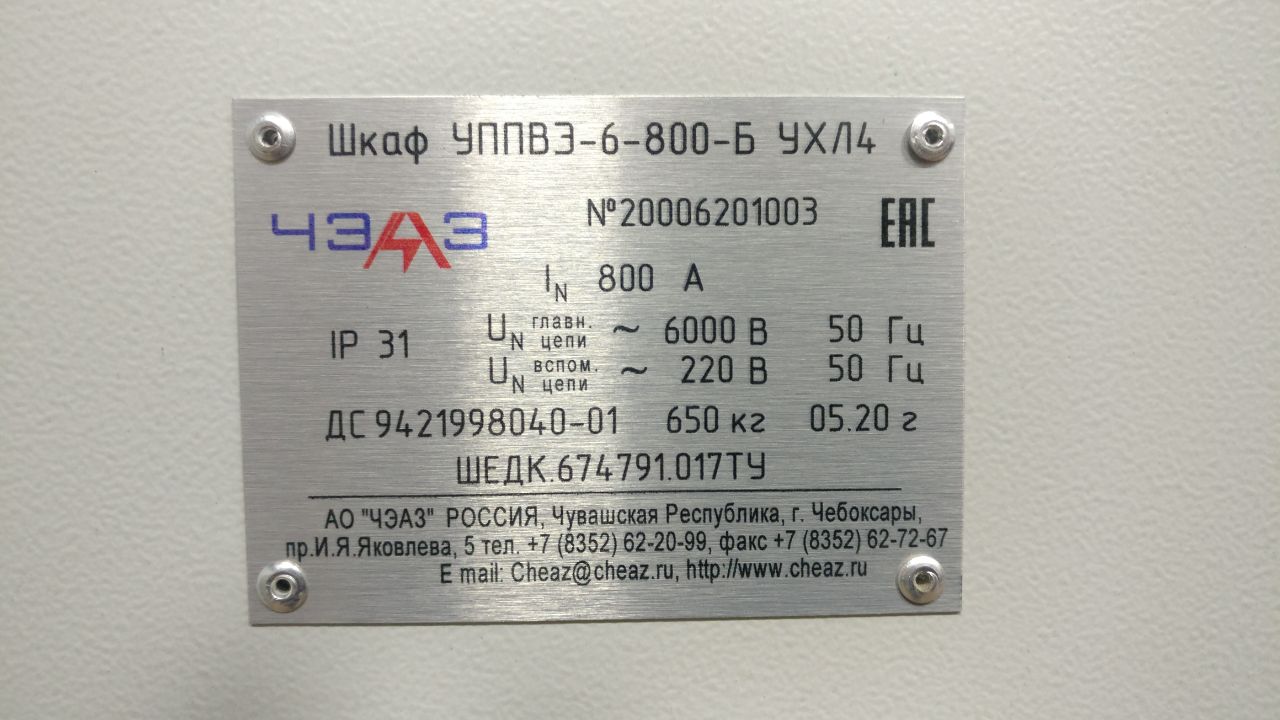 Шкаф УППВЭ-6-800-Б УХЛ4
ЧЭАЗ №20006201003 ЕАС
I_N 800 А
IP 31
U_N главн. цепи ~ 6000 В 50 Гц
U_N вспом. цепи ~ 220 В 50 Гц
ДС 9421998040-01 650 кг 05.20 г
ШЕДК.674791.017ТУ
АО "ЧЭАЗ" РОССИЯ, Чувашская Республика, г. Чебоксары,
пр.И.Я.Яковлева, 5 тел. +7 (8352) 62-20-99, факс +7 (8352) 62-72-67
E mail: Cheaz@cheaz.ru, http://www.cheaz.ru